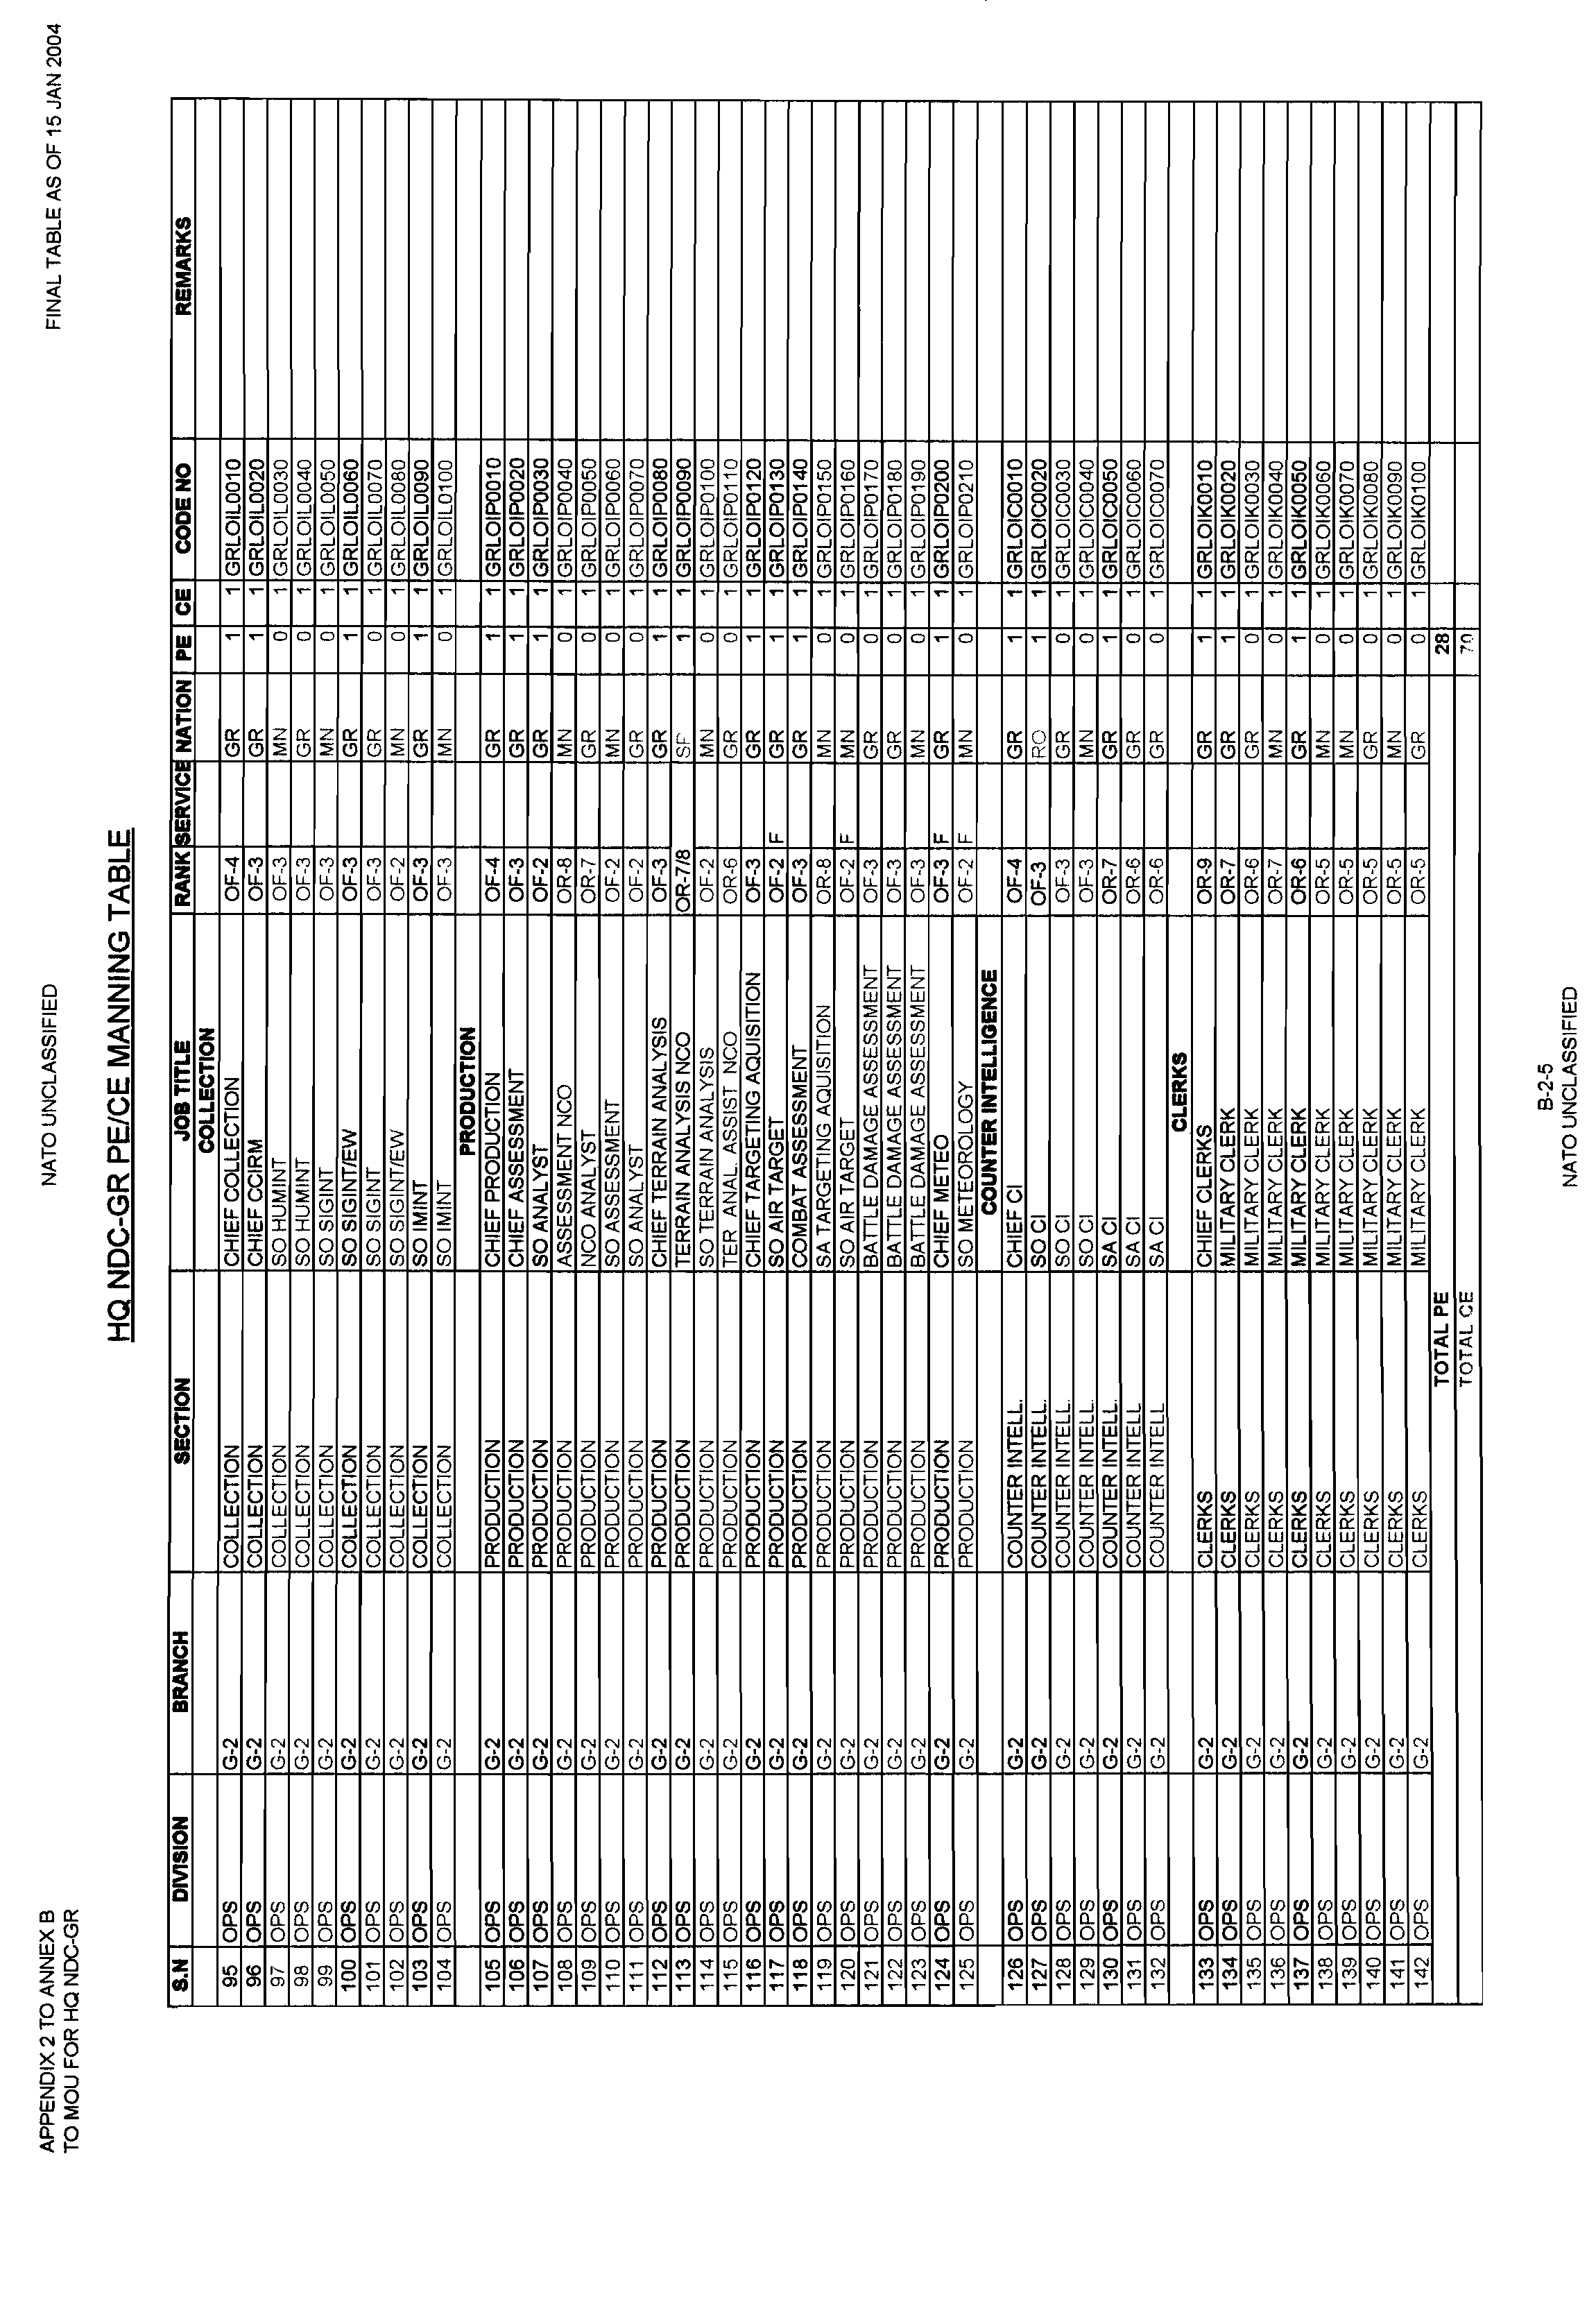 APPENDIX 2 TO ANNEX B
TO MOU FOR HQ NDC-GR
NATO UNCLASSIFIED
FINAL TABLE AS OF 15 JAN 2004
HQ NDC-GR PE/CE MANNING TABLE
S.N DIVISION BRANCH SECTION JOB TITLE RANK SERVICE NATION PE CE CODE NO REMARKS
COLLECTION
95 OPS G-2 COLLECTION CHIEF COLLECTION OF-4 GR 1 1 GRLOIL0010
96 OPS G-2 COLLECTION CHIEF CCIRM OF-3 GR 1 1 GRLOIL0020
97 OPS G-2 COLLECTION SO HUMINT OF-3 MN 0 1 GRLOIL0030
98 OPS G-2 COLLECTION SO HUMINT OF-3 GR 0 1 GRLOIL0040
99 OPS G-2 COLLECTION SO SIGINT OF-3 MN 0 1 GRLOIL0050
100 OPS G-2 COLLECTION SO SIGINT/EW OF-3 GR 1 1 GRLOIL0060
101 OPS G-2 COLLECTION SO SIGINT OF-3 GR 0 1 GRLOIL0070
102 OPS G-2 COLLECTION SO SIGINT/EW OF-2 MN 0 1 GRLOIL0080
103 OPS G-2 COLLECTION SO IMINT OF-3 GR 1 1 GRLOIL0090
104 OPS G-2 COLLECTION SO IMINT OF-3 MN 0 1 GRLOIL0100
PRODUCTION
105 OPS G-2 PRODUCTION CHIEF PRODUCTION OF-4 GR 1 1 GRLOIP0010
106 OPS G-2 PRODUCTION CHIEF ASSESSMENT OF-3 GR 1 1 GRLOIP0020
107 OPS G-2 PRODUCTION SO ANALYST OF-2 GR 1 1 GRLOIP0030
108 OPS G-2 PRODUCTION ASSESSMENT NCO OR-8 MN 0 1 GRLOIP0040
109 OPS G-2 PRODUCTION NCO ANALYST OR-7 GR 0 1 GRLOIP0050
110 OPS G-2 PRODUCTION SO ASSESSMENT OF-2 MN 0 1 GRLOIP0060
111 OPS G-2 PRODUCTION SO ANALYST OF-2 GR 0 1 GRLOIP0070
112 OPS G-2 PRODUCTION CHIEF TERRAIN ANALYSIS OF-3 GR 1 1 GRLOIP0080
113 OPS G-2 PRODUCTION TERRAIN ANALYSIS NCO OR-7/8 SP 1 1 GRLOIP0090
114 OPS G-2 PRODUCTION SO TERRAIN ANALYSIS OF-2 MN 0 1 GRLOIP0100
115 OPS G-2 PRODUCTION TER ANAL. ASSIST NCO OR-6 GR 0 1 GRLOIP0110
116 OPS G-2 PRODUCTION CHIEF TARGETING AQUISITION OF-3 GR 1 1 GRLOIP0120
117 OPS G-2 PRODUCTION SO AIR TARGET OF-2 F GR 1 1 GRLOIP0130
118 OPS G-2 PRODUCTION COMBAT ASSESSMENT OF-3 GR 1 1 GRLOIP0140
119 OPS G-2 PRODUCTION SA TARGETING AQUISITION OR-8 MN 0 1 GRLOIP0150
120 OPS G-2 PRODUCTION SO AIR TARGET OF-2 F MN 0 1 GRLOIP0160
121 OPS G-2 PRODUCTION BATTLE DAMAGE ASSESSMENT OF-3 GR 0 1 GRLOIP0170
122 OPS G-2 PRODUCTION BATTLE DAMAGE ASSESSMENT OF-3 GR 0 1 GRLOIP0180
123 OPS G-2 PRODUCTION BATTLE DAMAGE ASSESSMENT OF-3 MN 0 1 GRLOIP0190
124 OPS G-2 PRODUCTION CHIEF METEO OF-3 F GR 1 1 GRLOIP0200
125 OPS G-2 PRODUCTION SO METEOROLOGY OF-2 F MN 0 1 GRLOIP0210
COUNTER INTELLIGENCE
126 OPS G-2 COUNTER INTELL. CHIEF CI OF-4 GR 1 1 GRLOIC0010
127 OPS G-2 COUNTER INTELL. SO CI OF-3 RO 1 1 GRLOIC0020
128 OPS G-2 COUNTER INTELL. SO CI OF-3 GR 0 1 GRLOIC0030
129 OPS G-2 COUNTER INTELL. SO CI OF-3 MN 0 1 GRLOIC0040
130 OPS G-2 COUNTER INTELL. SA CI OR-7 GR 1 1 GRLOIC0050
131 OPS G-2 COUNTER INTELL SA CI OR-6 GR 0 1 GRLOIC0060
132 OPS G-2 COUNTER INTELL SA CI OR-6 GR 0 1 GRLOIC0070
CLERKS
133 OPS G-2 CLERKS CHIEF CLERKS OR-9 GR 1 1 GRLOIK0010
134 OPS G-2 CLERKS MILITARY CLERK OR-7 GR 1 1 GRLOIK0020
135 OPS G-2 CLERKS MILITARY CLERK OR-6 GR 0 1 GRLOIK0030
136 OPS G-2 CLERKS MILITARY CLERK OR-7 MN 0 1 GRLOIK0040
137 OPS G-2 CLERKS MILITARY CLERK OR-6 GR 1 1 GRLOIK0050
138 OPS G-2 CLERKS MILITARY CLERK OR-5 MN 0 1 GRLOIK0060
139 OPS G-2 CLERKS MILITARY CLERK OR-5 MN 0 1 GRLOIK0070
140 OPS G-2 CLERKS MILITARY CLERK OR-5 GR 0 1 GRLOIK0080
141 OPS G-2 CLERKS MILITARY CLERK OR-5 MN 0 1 GRLOIK0090
142 OPS G-2 CLERKS MILITARY CLERK OR-5 GR 0 1 GRLOIK0100
TOTAL PE 28
TOTAL CE
B-2-5
NATO UNCLASSIFIED